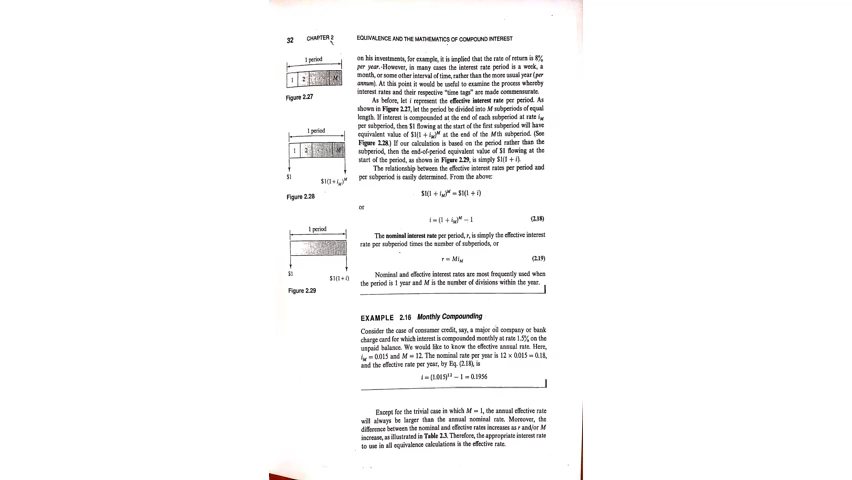 32 CHAPTER 2 EQUIVALENCE AND THE MATHEMATICS OF COMPOUND INTEREST
1 period
1 2 M
Figure 2.27
1 period
1 2 M
$1
$1(1 + i_M)^M
Figure 2.28
1 period
$1
$1(1 + i)
Figure 2.29
on his investments, for example, it is implied that the rate of return is 8%
per year. However, in many cases the interest rate period is a week, a
month, or some other interval of time, rather than the more usual year (per
annum). At this point it would be useful to examine the process whereby
interest rates and their respective "time tags" are made commensurate.
As before, let i represent the effective interest rate per period. As
shown in Figure 2.27, let the period be divided into M subperiods of equal
length. If interest is compounded at the end of each subperiod at rate i_M
per subperiod, then $1 flowing at the start of the first subperiod will have
equivalent value of $1(1 + i_M)^M at the end of the Mth subperiod. (See
Figure 2.28.) If our calculation is based on the period rather than the
subperiod, then the end-of-period equivalent value of $1 flowing at the
start of the period, as shown in Figure 2.29, is simply $1(1 + i).
The relationship between the effective interest rates per period and
per subperiod is easily determined. From the above:
$1(1 + i_M)^M = $1(1 + i)
or
i = (1 + i_M)^M − 1 (2.18)
The nominal interest rate per period, r, is simply the effective interest
rate per subperiod times the number of subperiods, or
r = Mi_M (2.19)
Nominal and effective interest rates are most frequently used when
the period is 1 year and M is the number of divisions within the year.
EXAMPLE 2.16 Monthly Compounding
Consider the case of consumer credit, say, a major oil company or bank
charge card for which interest is compounded monthly at rate 1.5% on the
unpaid balance. We would like to know the effective annual rate. Here,
i_M = 0.015 and M = 12. The nominal rate per year is 12 × 0.015 = 0.18,
and the effective rate per year, by Eq. (2.18), is
i = (1.015)^12 − 1 = 0.1956
Except for the trivial case in which M = 1, the annual effective rate
will always be larger than the annual nominal rate. Moreover, the
difference between the nominal and effective rates increases as r and/or M
increase, as illustrated in Table 2.3. Therefore, the appropriate interest rate
to use in all equivalence calculations is the effective rate.